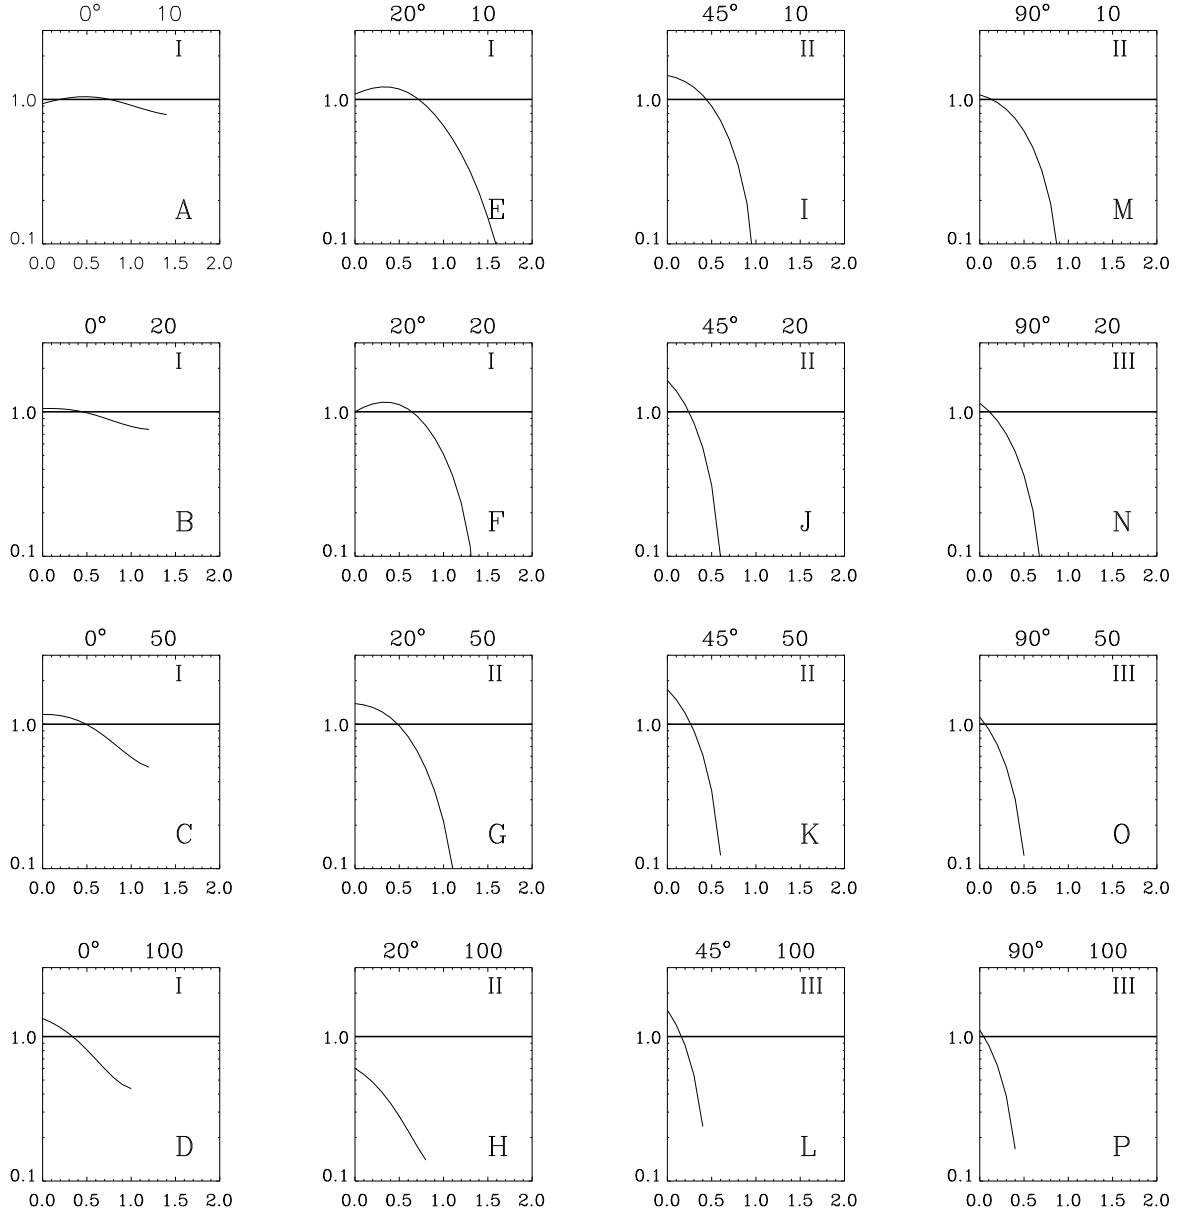 0° 10 20° 10 45° 10 90° 10
I I II II
1.0 1.0 1.0 1.0
A E I M
0.1 0.1 0.1 0.1
0.0 0.5 1.0 1.5 2.0 0.0 0.5 1.0 1.5 2.0 0.0 0.5 1.0 1.5 2.0 0.0 0.5 1.0 1.5 2.0
0° 20 20° 20 45° 20 90° 20
I I II III
1.0 1.0 1.0 1.0
B F J N
0.1 0.1 0.1 0.1
0.0 0.5 1.0 1.5 2.0 0.0 0.5 1.0 1.5 2.0 0.0 0.5 1.0 1.5 2.0 0.0 0.5 1.0 1.5 2.0
0° 50 20° 50 45° 50 90° 50
I II II III
1.0 1.0 1.0 1.0
C G K O
0.1 0.1 0.1 0.1
0.0 0.5 1.0 1.5 2.0 0.0 0.5 1.0 1.5 2.0 0.0 0.5 1.0 1.5 2.0 0.0 0.5 1.0 1.5 2.0
0° 100 20° 100 45° 100 90° 100
I II III III
1.0 1.0 1.0 1.0
D H L P
0.1 0.1 0.1 0.1
0.0 0.5 1.0 1.5 2.0 0.0 0.5 1.0 1.5 2.0 0.0 0.5 1.0 1.5 2.0 0.0 0.5 1.0 1.5 2.0